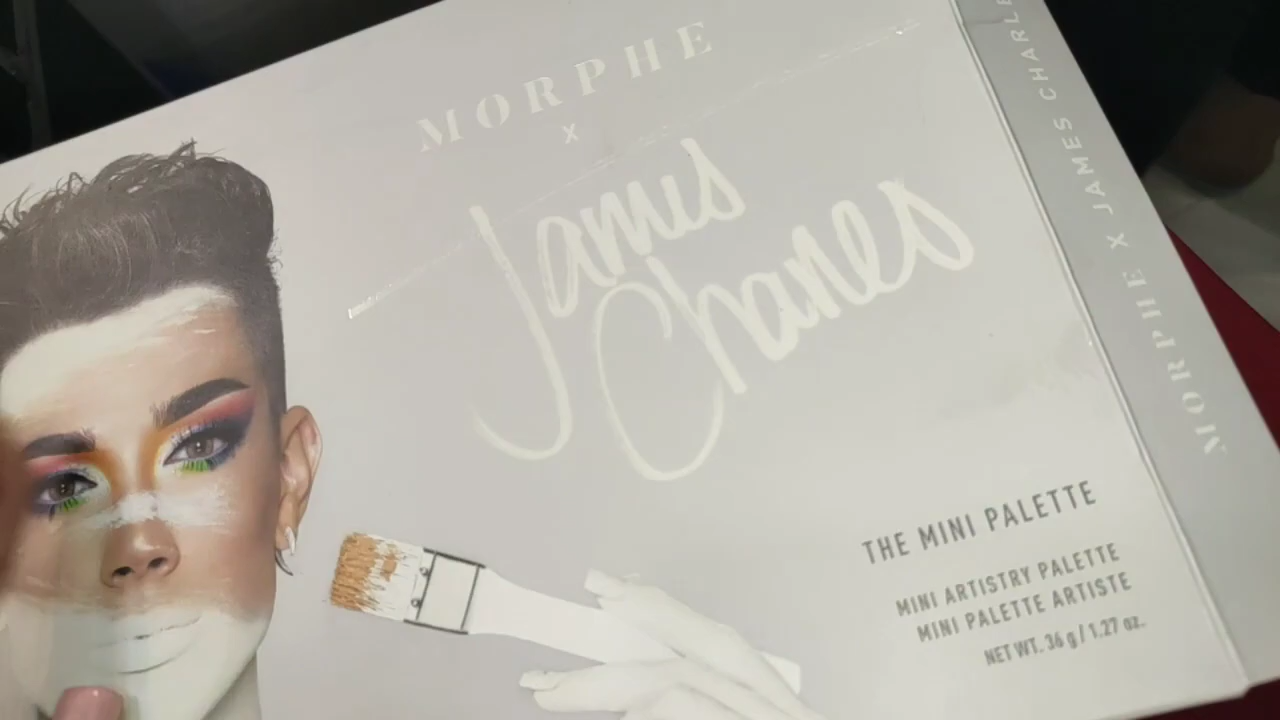 MORPHE
X
James
Charles
THE MINI PALETTE
MINI ARTISTRY PALETTE
MINI PALETTE ARTISTE
NET WT. 36 g / 1.27 oz.
MORPHE X JAMES CHARLE